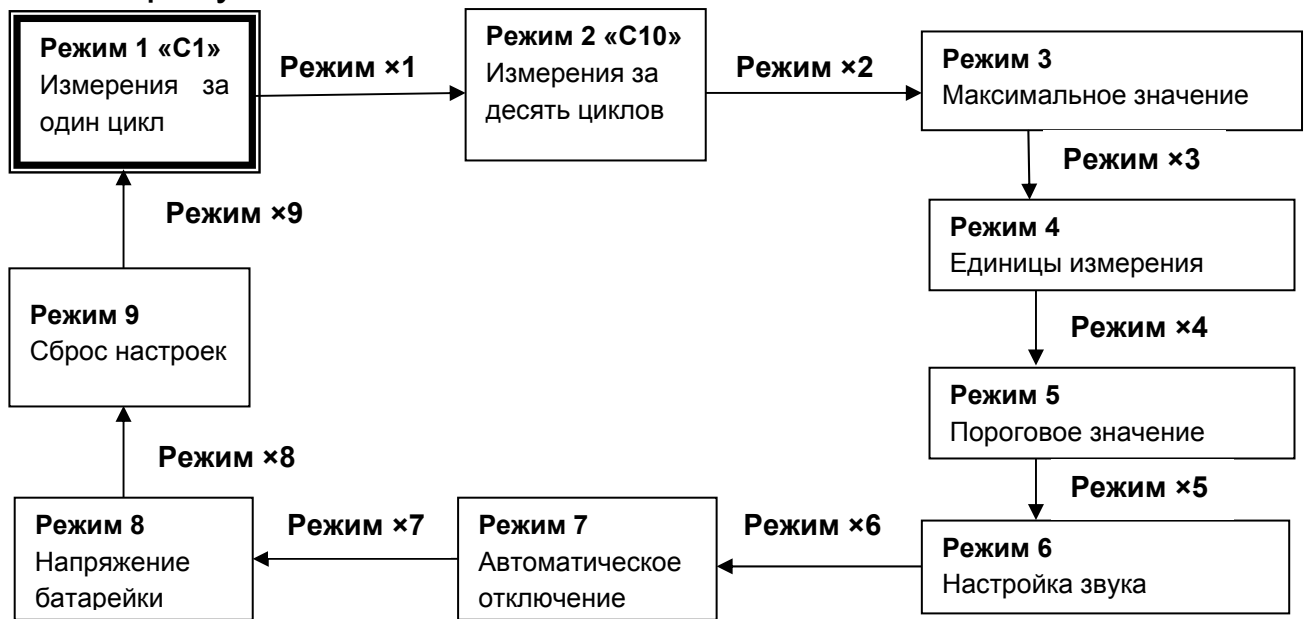 Режим 1 «С1»
Измерения за
один цикл
Режим ×1
Режим 2 «С10»
Измерения за
десять циклов
Режим ×2
Режим 3
Максимальное значение
Режим ×3
Режим 4
Единицы измерения
Режим ×4
Режим 5
Пороговое значение
Режим ×5
Режим 6
Настройка звука
Режим ×6
Режим 7
Автоматическое
отключение
Режим ×7
Режим 8
Напряжение
батарейки
Режим ×8
Режим 9
Сброс настроек
Режим ×9